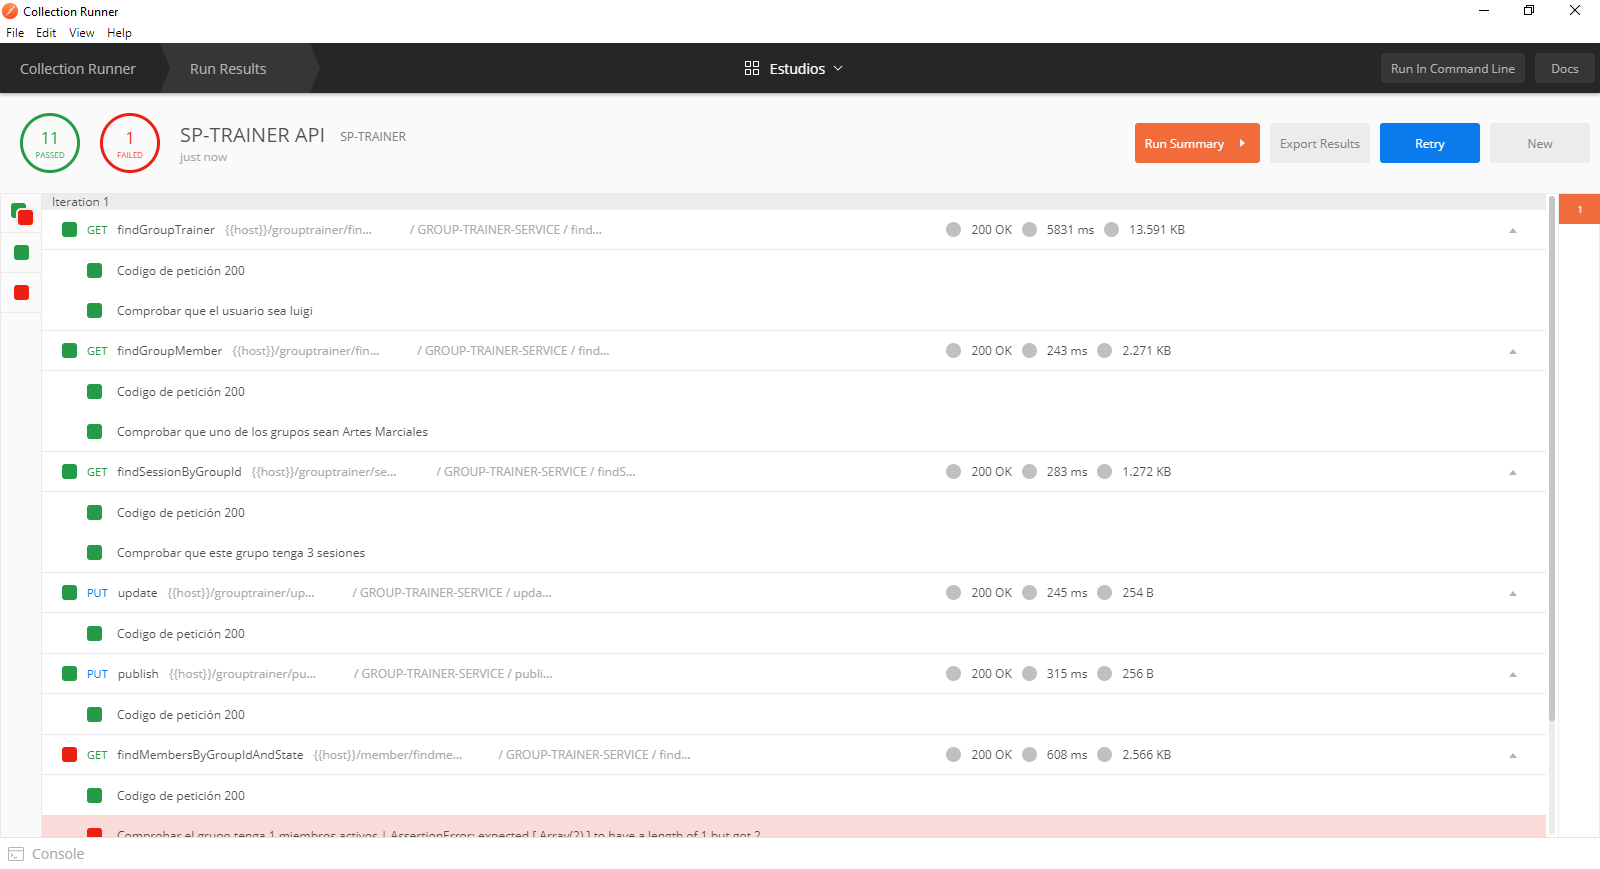 Collection Runner
File Edit View Help
Collection Runner Run Results Estudios Run In Command Line Docs
11 PASSED
1 FAILED
SP-TRAINER API SP-TRAINER
just now
Run Summary Export Results Retry New
Iteration 1
1
GET findGroupTrainer {{host}}/grouptrainer/fin... / GROUP-TRAINER-SERVICE / find... 200 OK 5831 ms 13.591 KB
Codigo de petición 200
Comprobar que el usuario sea luigi
GET findGroupMember {{host}}/grouptrainer/fin... / GROUP-TRAINER-SERVICE / find... 200 OK 243 ms 2.271 KB
Codigo de petición 200
Comprobar que uno de los grupos sean Artes Marciales
GET findSessionByGroupId {{host}}/grouptrainer/se... / GROUP-TRAINER-SERVICE / findS... 200 OK 283 ms 1.272 KB
Codigo de petición 200
Comprobar que este grupo tenga 3 sesiones
PUT update {{host}}/grouptrainer/up... / GROUP-TRAINER-SERVICE / upda... 200 OK 245 ms 254 B
Codigo de petición 200
PUT publish {{host}}/grouptrainer/pu... / GROUP-TRAINER-SERVICE / publi... 200 OK 315 ms 256 B
Codigo de petición 200
GET findMembersByGroupIdAndState {{host}}/member/findme... / GROUP-TRAINER-SERVICE / find... 200 OK 608 ms 2.566 KB
Codigo de petición 200
Comprobar el grupo tenga 1 miembros activos | AssertionError: expected [ Array(2) ] to have a length of 1 but got 2
Console